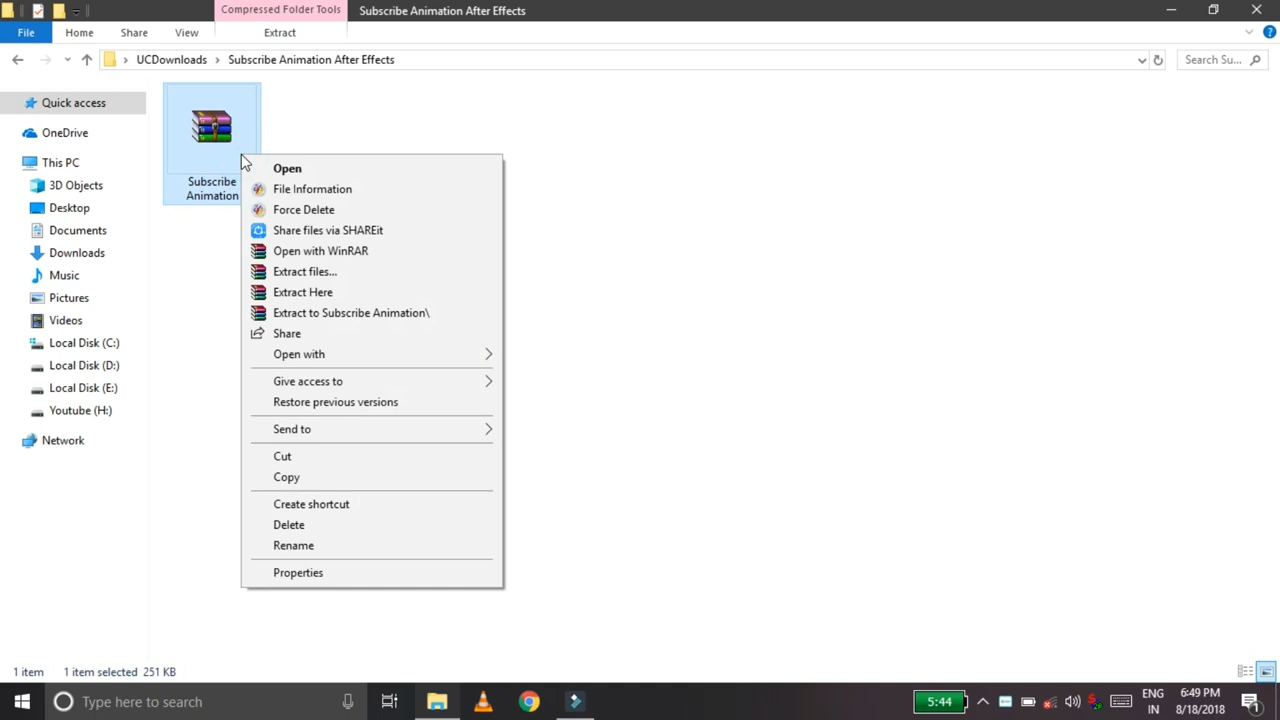 Compressed Folder Tools
Subscribe Animation After Effects
File
Home
Share
View
Extract
UCDownloads
Subscribe Animation After Effects
Search Su...
Quick access
OneDrive
This PC
3D Objects
Desktop
Documents
Downloads
Music
Pictures
Videos
Local Disk (C:)
Local Disk (D:)
Local Disk (E:)
Youtube (H:)
Network
Subscribe
Animation
Open
File Information
Force Delete
Share files via SHAREit
Open with WinRAR
Extract files...
Extract Here
Extract to Subscribe Animation\
Share
Open with
Give access to
Restore previous versions
Send to
Cut
Copy
Create shortcut
Delete
Rename
Properties
1 item
1 item selected 251 KB
Type here to search
5:44
ENG
IN
6:49 PM
8/18/2018
1